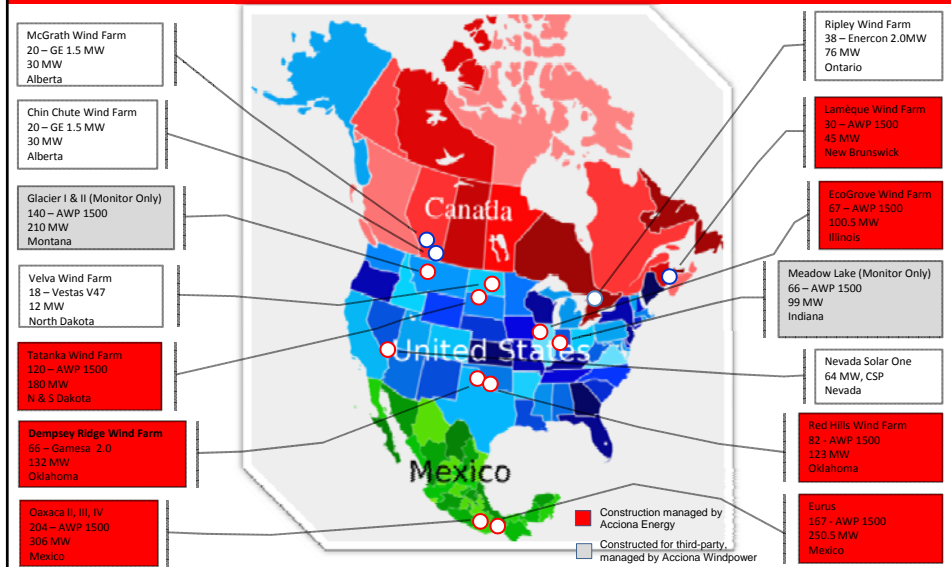 McGrath Wind Farm
20 – GE 1.5 MW
30 MW
Alberta
Chin Chute Wind Farm
20 – GE 1.5 MW
30 MW
Alberta
Glacier I & II (Monitor Only)
140 – AWP 1500
210 MW
Montana
Velva Wind Farm
18 – Vestas V47
12 MW
North Dakota
Tatanka Wind Farm
120 – AWP 1500
180 MW
N & S Dakota
Dempsey Ridge Wind Farm
66 – Gamesa 2.0
132 MW
Oklahoma
Oaxaca II, III, IV
204 – AWP 1500
306 MW
Mexico
Canada
United States
Mexico
Ripley Wind Farm
38 – Enercon 2.0MW
76 MW
Ontario
Lamèque Wind Farm
30 – AWP 1500
45 MW
New Brunswick
EcoGrove Wind Farm
67 – AWP 1500
100.5 MW
Illinois
Meadow Lake (Monitor Only)
66 – AWP 1500
99 MW
Indiana
Nevada Solar One
64 MW, CSP
Nevada
Red Hills Wind Farm
82 - AWP 1500
123 MW
Oklahoma
Eurus
167 - AWP 1500
250.5 MW
Mexico
Construction managed by
Acciona Energy
Constructed for third-party,
managed by Acciona Windpower